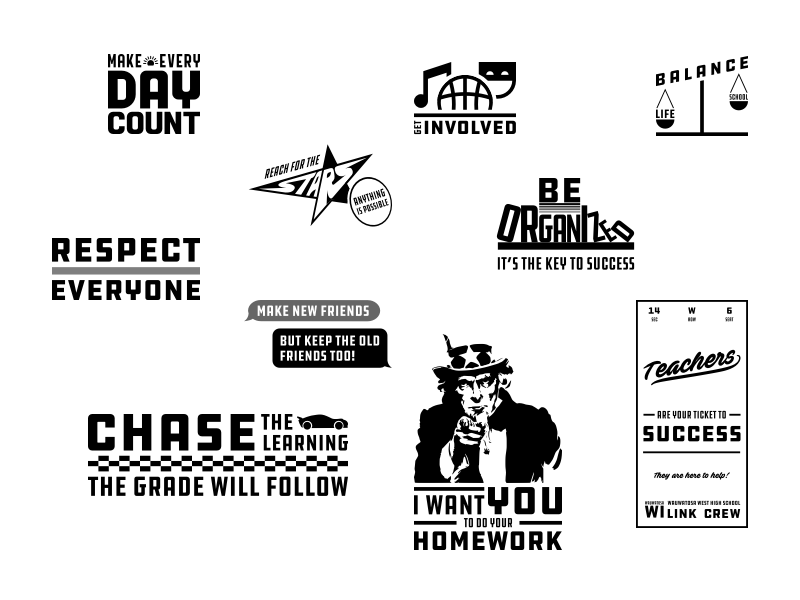 MAKE EVERY
DAY
COUNT
GET INVOLVED
BALANCE
LIFE
SCHOOL
REACH FOR THE
STARS
ANYTHING
IS POSSIBLE
BE
ORGANIZED
IT'S THE KEY TO SUCCESS
RESPECT
EVERYONE
MAKE NEW FRIENDS
BUT KEEP THE OLD
FRIENDS TOO!
CHASE THE
LEARNING
THE GRADE WILL FOLLOW
I WANT YOU
TO DO YOUR
HOMEWORK
14 W 6
SEC ROW SEAT
Teachers
ARE YOUR TICKET TO
SUCCESS
They are here to help!
WAUWATOSA WAUWATOSA WEST HIGH SCHOOL
WI LINK CREW